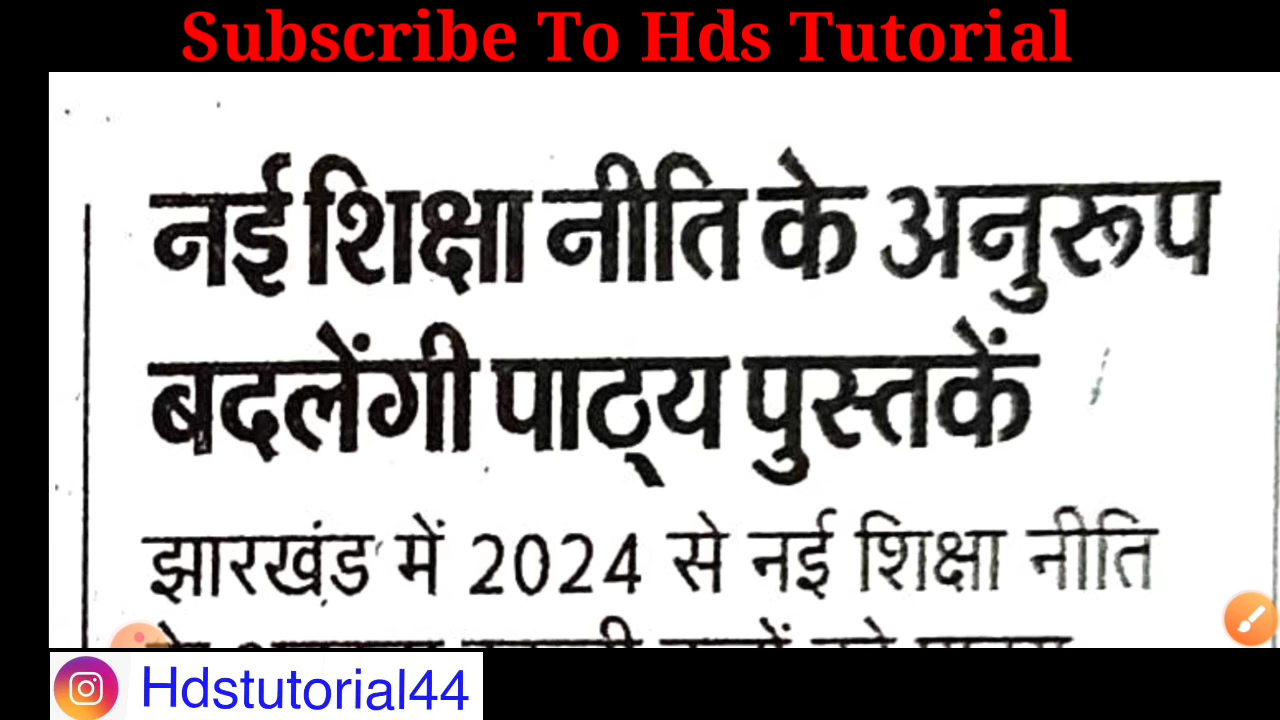 Subscribe To Hds Tutorial
नई शिक्षा नीति के अनुरूप
बदलेंगी पाठ्य पुस्तकें
झारखंड में 2024 से नई शिक्षा नीति
Hdstutorial44